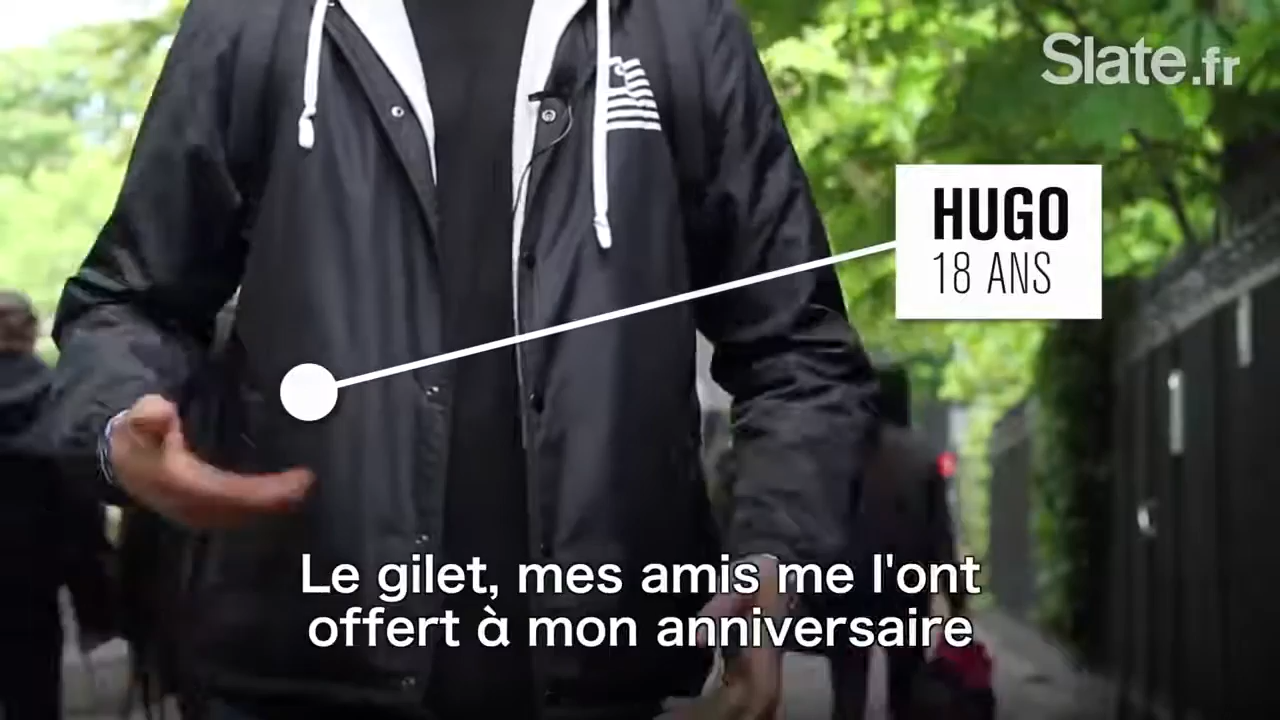 Slate.fr
HUGO
18 ANS
Le gilet, mes amis me l'ont
offert à mon anniversaire